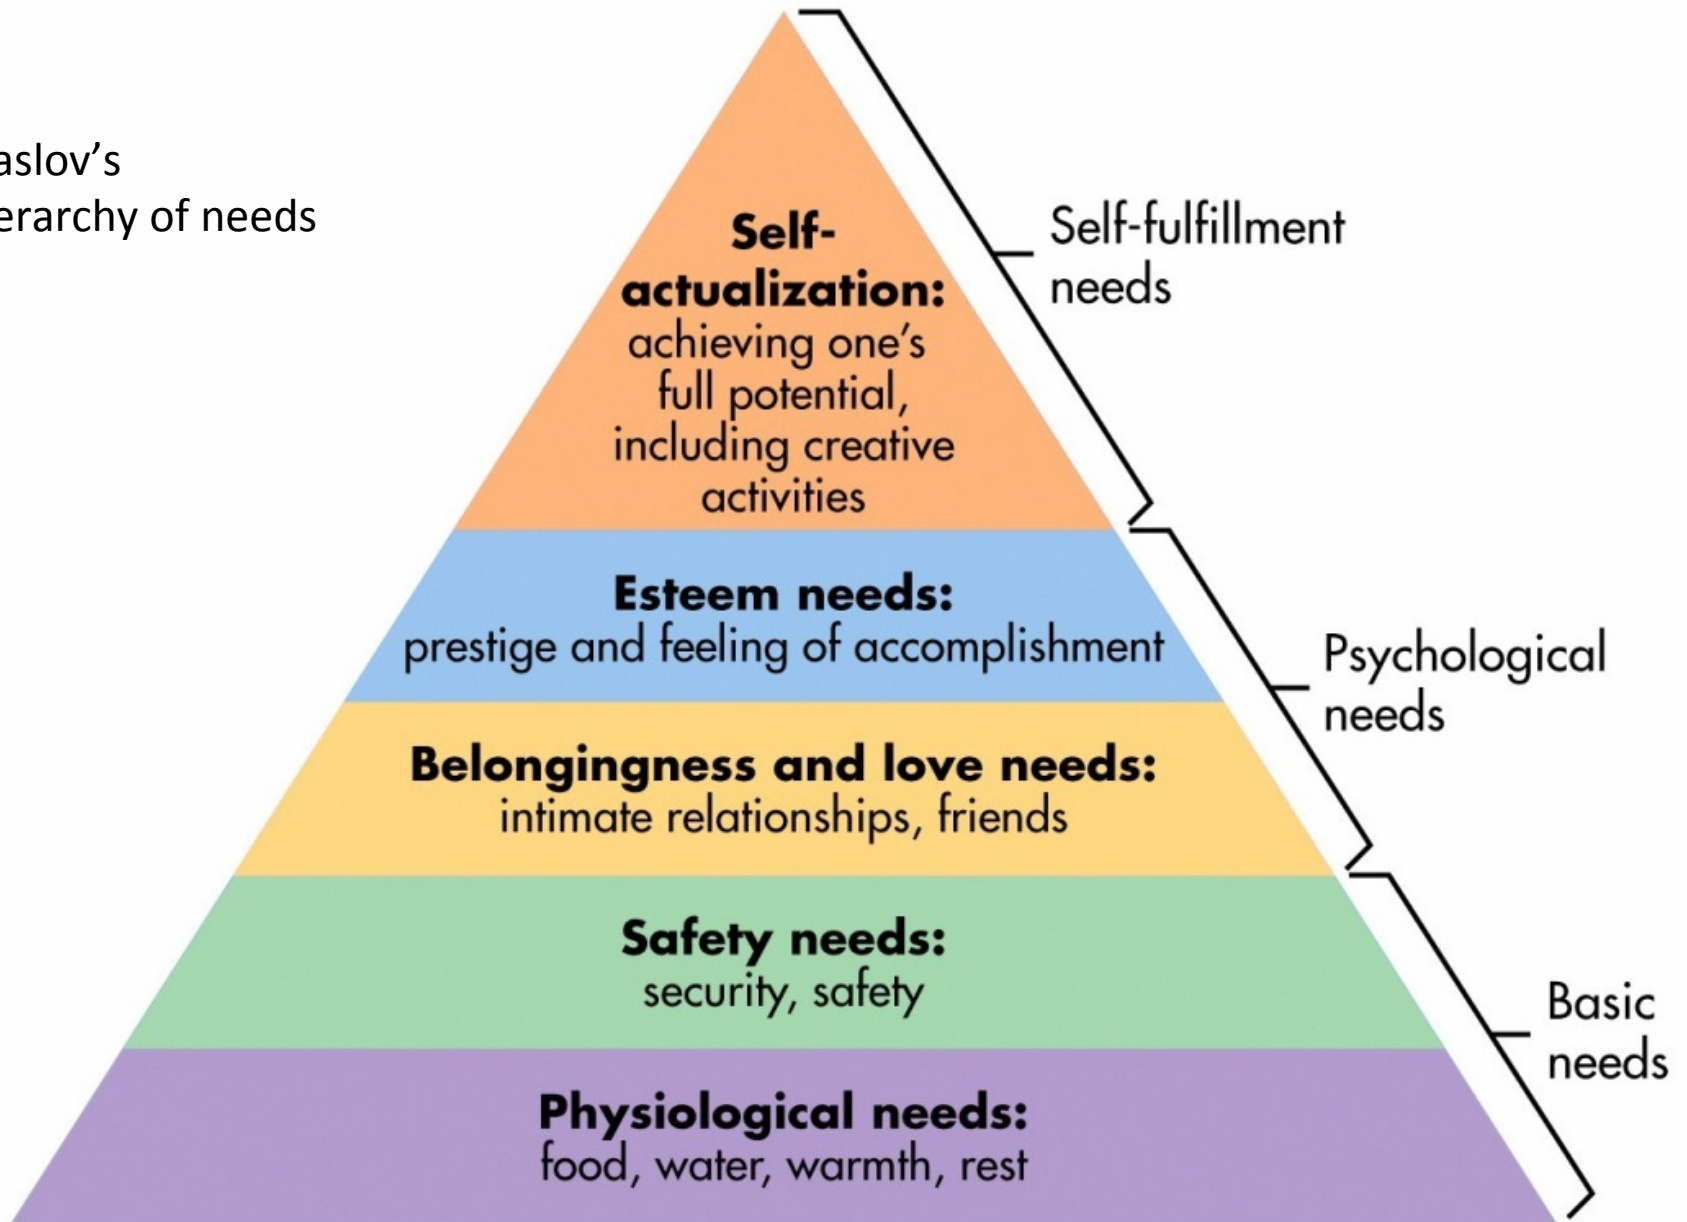 aslov’s
erarchy of needs
Self-
actualization:
achieving one’s
full potential,
including creative
activities
Self-fulfillment
needs
Esteem needs:
prestige and feeling of accomplishment
Psychological
needs
Belongingness and love needs:
intimate relationships, friends
Safety needs:
security, safety
Basic
needs
Physiological needs:
food, water, warmth, rest